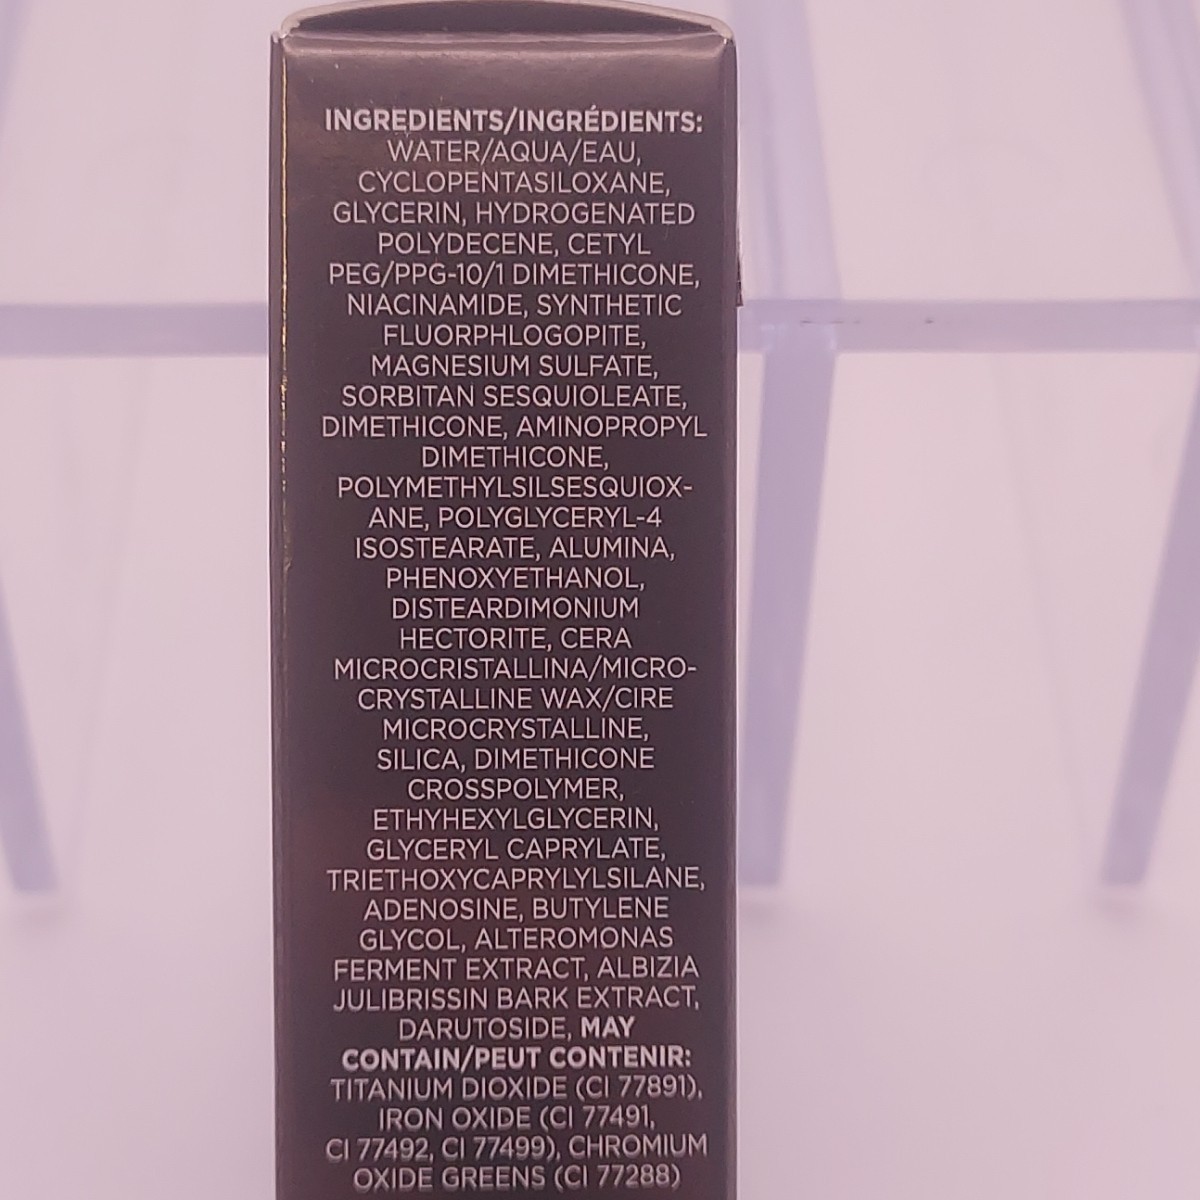 INGREDIENTS/INGRÉDIENTS:
WATER/AQUA/EAU,
CYCLOPENTASILOXANE,
GLYCERIN, HYDROGENATED
POLYDECENE, CETYL
PEG/PPG-10/1 DIMETHICONE,
NIACINAMIDE, SYNTHETIC
FLUORPHLOGOPITE,
MAGNESIUM SULFATE,
SORBITAN SESQUIOLEATE,
DIMETHICONE, AMINOPROPYL
DIMETHICONE,
POLYMETHYLSILSESQUIOX-
ANE, POLYGLYCERYL-4
ISOSTEARATE, ALUMINA,
PHENOXYETHANOL,
DISTEARDIMONIUM
HECTORITE, CERA
MICROCRISTALLINA/MICRO-
CRYSTALLINE WAX/CIRE
MICROCRYSTALLINE,
SILICA, DIMETHICONE
CROSSPOLYMER,
ETHYHEXYLGLYCERIN,
GLYCERYL CAPRYLATE,
TRIETHOXYCAPRYLYLSILANE,
ADENOSINE, BUTYLENE
GLYCOL, ALTEROMONAS
FERMENT EXTRACT, ALBIZIA
JULIBRISSIN BARK EXTRACT,
DARUTOSIDE, MAY
CONTAIN/PEUT CONTENIR:
TITANIUM DIOXIDE (CI 77891),
IRON OXIDE (CI 77491,
CI 77492, CI 77499), CHROMIUM
OXIDE GREENS (CI 77288)